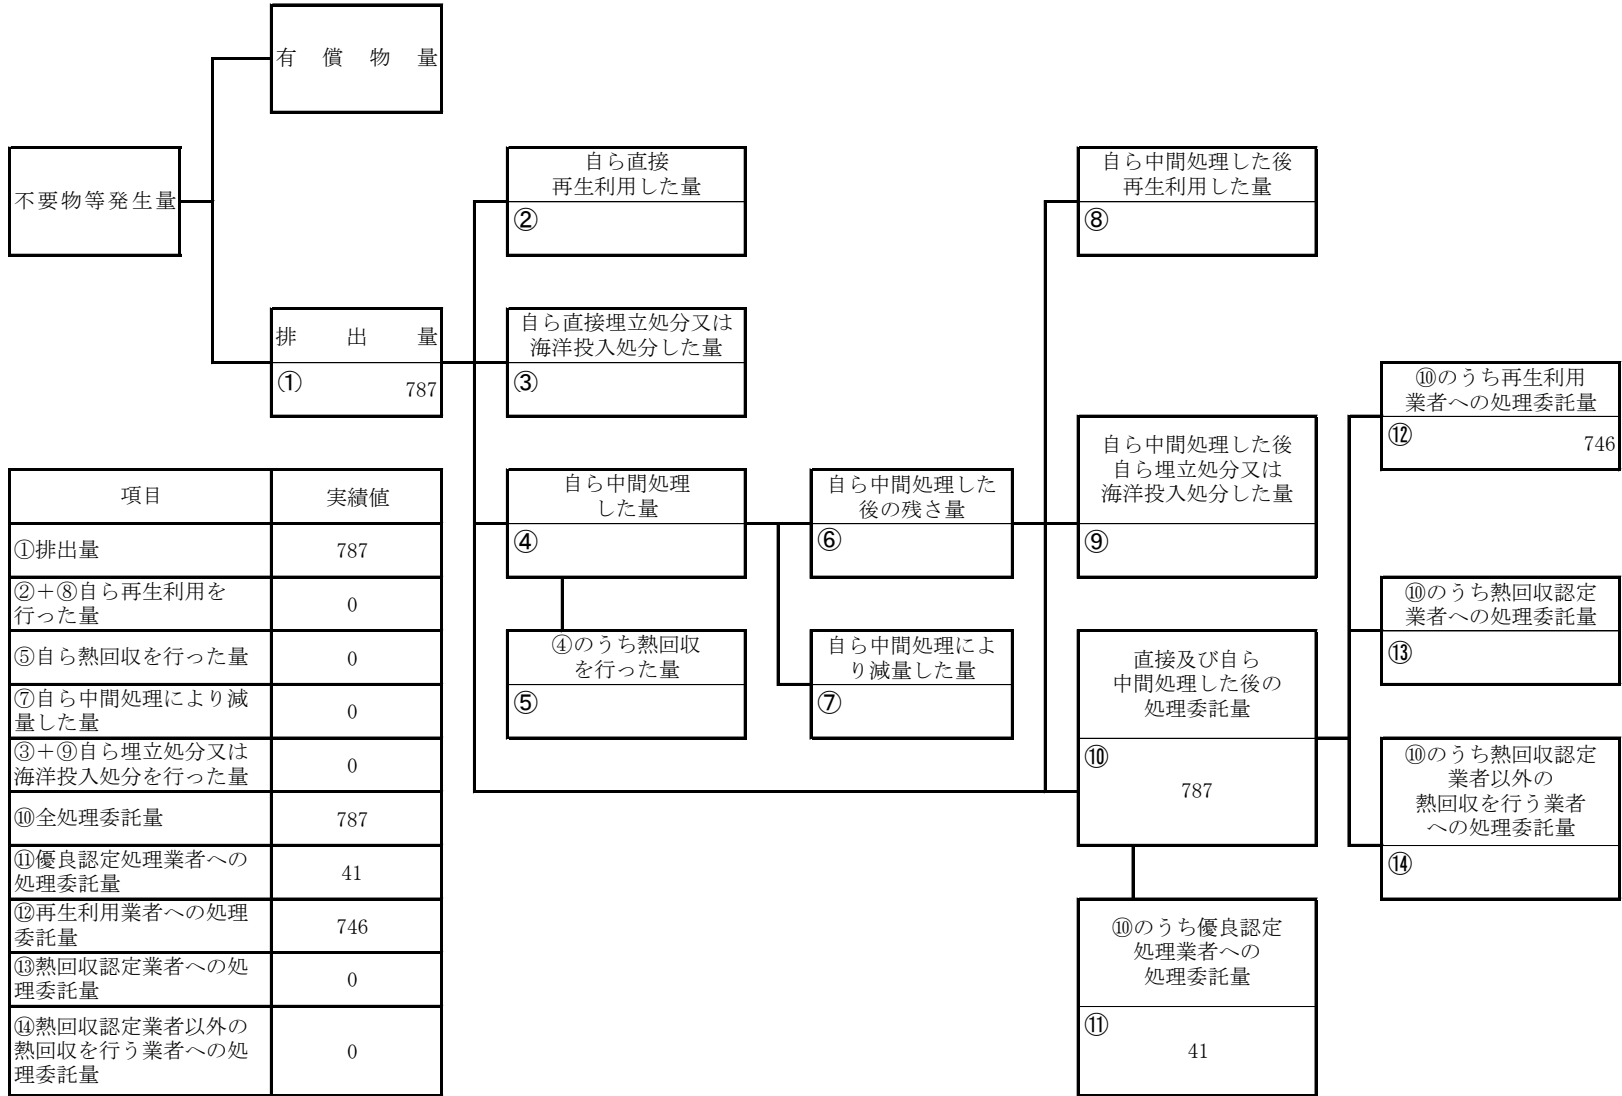 有償物量
不要物等発生量
排出量
①
787
自ら直接
再生利用した量
②
自ら直接埋立処分又は
海洋投入処分した量
③
自ら中間処理
した量
④
④のうち熱回収
を行った量
⑤
自ら中間処理した
後の残さ量
⑥
自ら中間処理によ
り減量した量
⑦
自ら中間処理した後
再生利用した量
⑧
自ら中間処理した後
自ら埋立処分又は
海洋投入処分した量
⑨
直接及び自ら
中間処理した後の
処理委託量
⑩
787
⑩のうち優良認定
処理業者への
処理委託量
⑪
41
⑩のうち再生利用
業者への処理委託量
⑫
746
⑩のうち熱回収認定
業者への処理委託量
⑬
⑩のうち熱回収認定
業者以外の
熱回収を行う業者
への処理委託量
⑭
項目 実績値
①排出量 787
②+⑧自ら再生利用を
行った量 0
⑤自ら熱回収を行った量 0
⑦自ら中間処理により減
量した量 0
③+⑨自ら埋立処分又は
海洋投入処分を行った量 0
⑩全処理委託量 787
⑪優良認定処理業者への
処理委託量 41
⑫再生利用業者への処理
委託量 746
⑬熱回収認定業者への処
理委託量 0
⑭熱回収認定業者以外の
熱回収を行う業者への処
理委託量 0